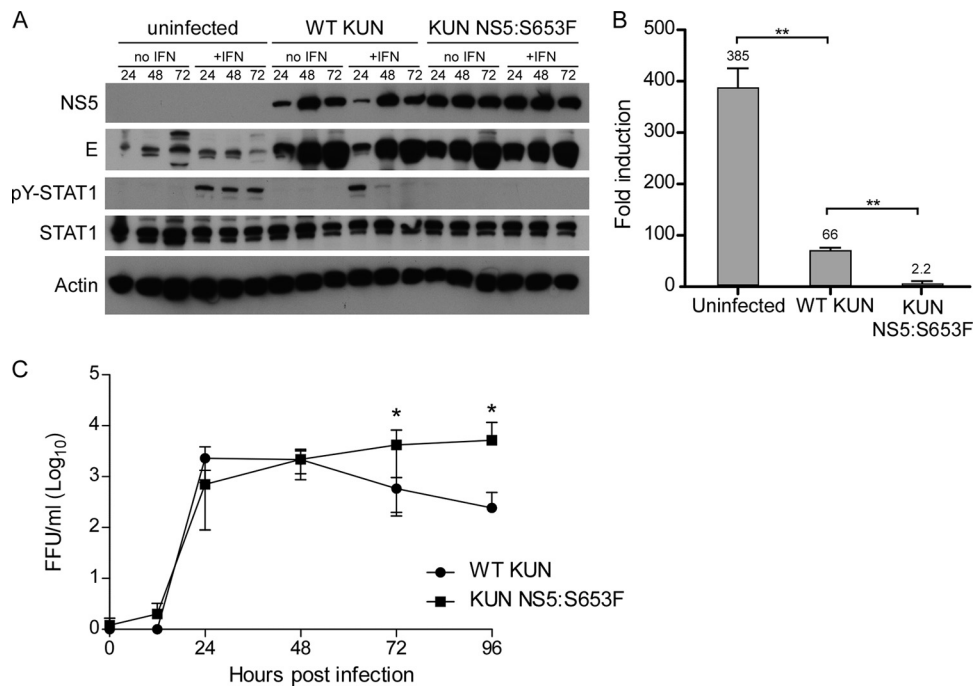 A
uninfected WT KUN KUN NS5:S653F
no IFN +IFN no IFN +IFN no IFN +IFN
24 48 72 24 48 72 24 48 72 24 48 72 24 48 72 24 48 72
NS5
E
pY-STAT1
STAT1
Actin
B
**
385
**
66
2.2
Fold induction
500
400
300
200
100
0
Uninfected WT KUN KUN
NS5:S653F
C
FFU/ml (Log10)
5
4
3
2
1
0
* *
WT KUN
KUN NS5:S653F
0 24 48 72 96
Hours post infection